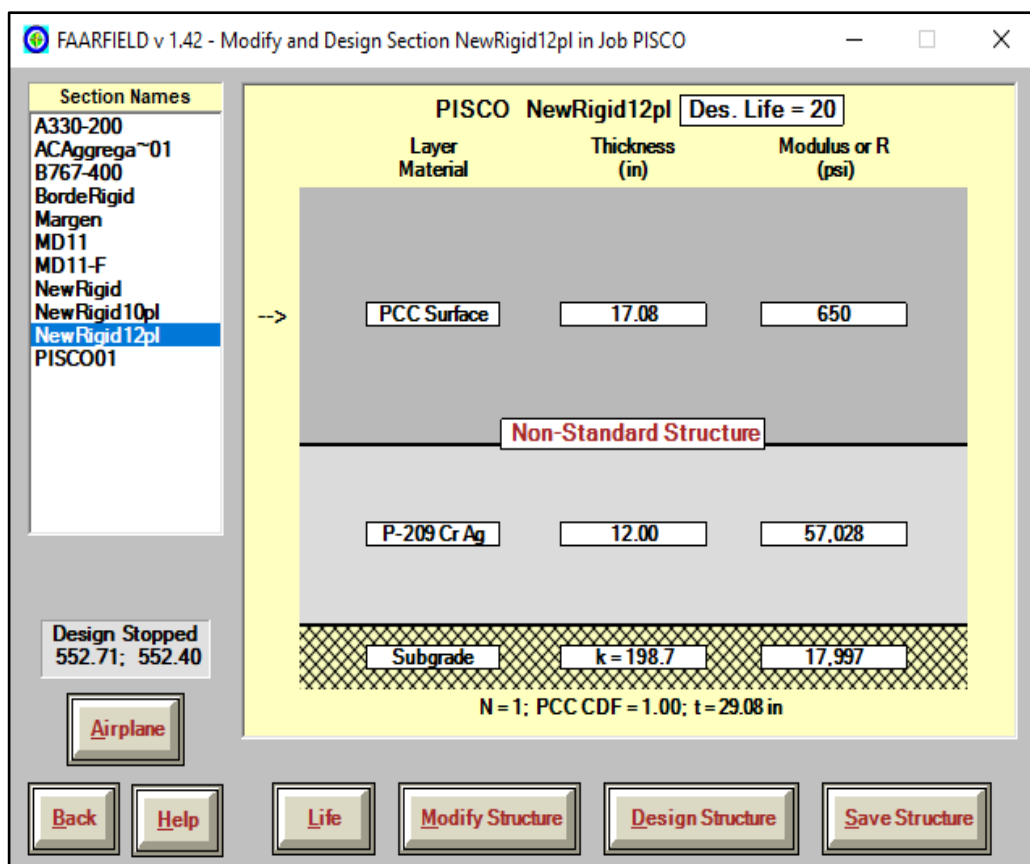 FAARFIELD v 1.42 - Modify and Design Section NewRigid12pl in Job PISCO
Section Names
A330-200
ACAggrega~01
B767-400
BordeRigid
Margen
MD11
MD11-F
NewRigid
NewRigid10pl
NewRigid12pl
PISCO01
Design Stopped
552.71; 552.40
Airplane
Back
Help
PISCO NewRigid12pl Des. Life = 20
Layer Material
Thickness (in)
Modulus or R (psi)
--> PCC Surface 17.08 650
Non-Standard Structure
P-209 Cr Ag 12.00 57,028
Subgrade k = 198.7 17,997
N = 1; PCC CDF = 1.00; t = 29.08 in
Life
Modify Structure
Design Structure
Save Structure